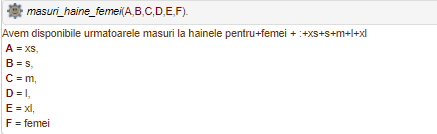 masuri_haine_femei(A,B,C,D,E,F).
Avem disponibile urmatoarele masuri la hainele pentru+femei + :+xs+s+m+l+xl
A = xs,
B = s,
C = m,
D = l,
E = xl,
F = femei